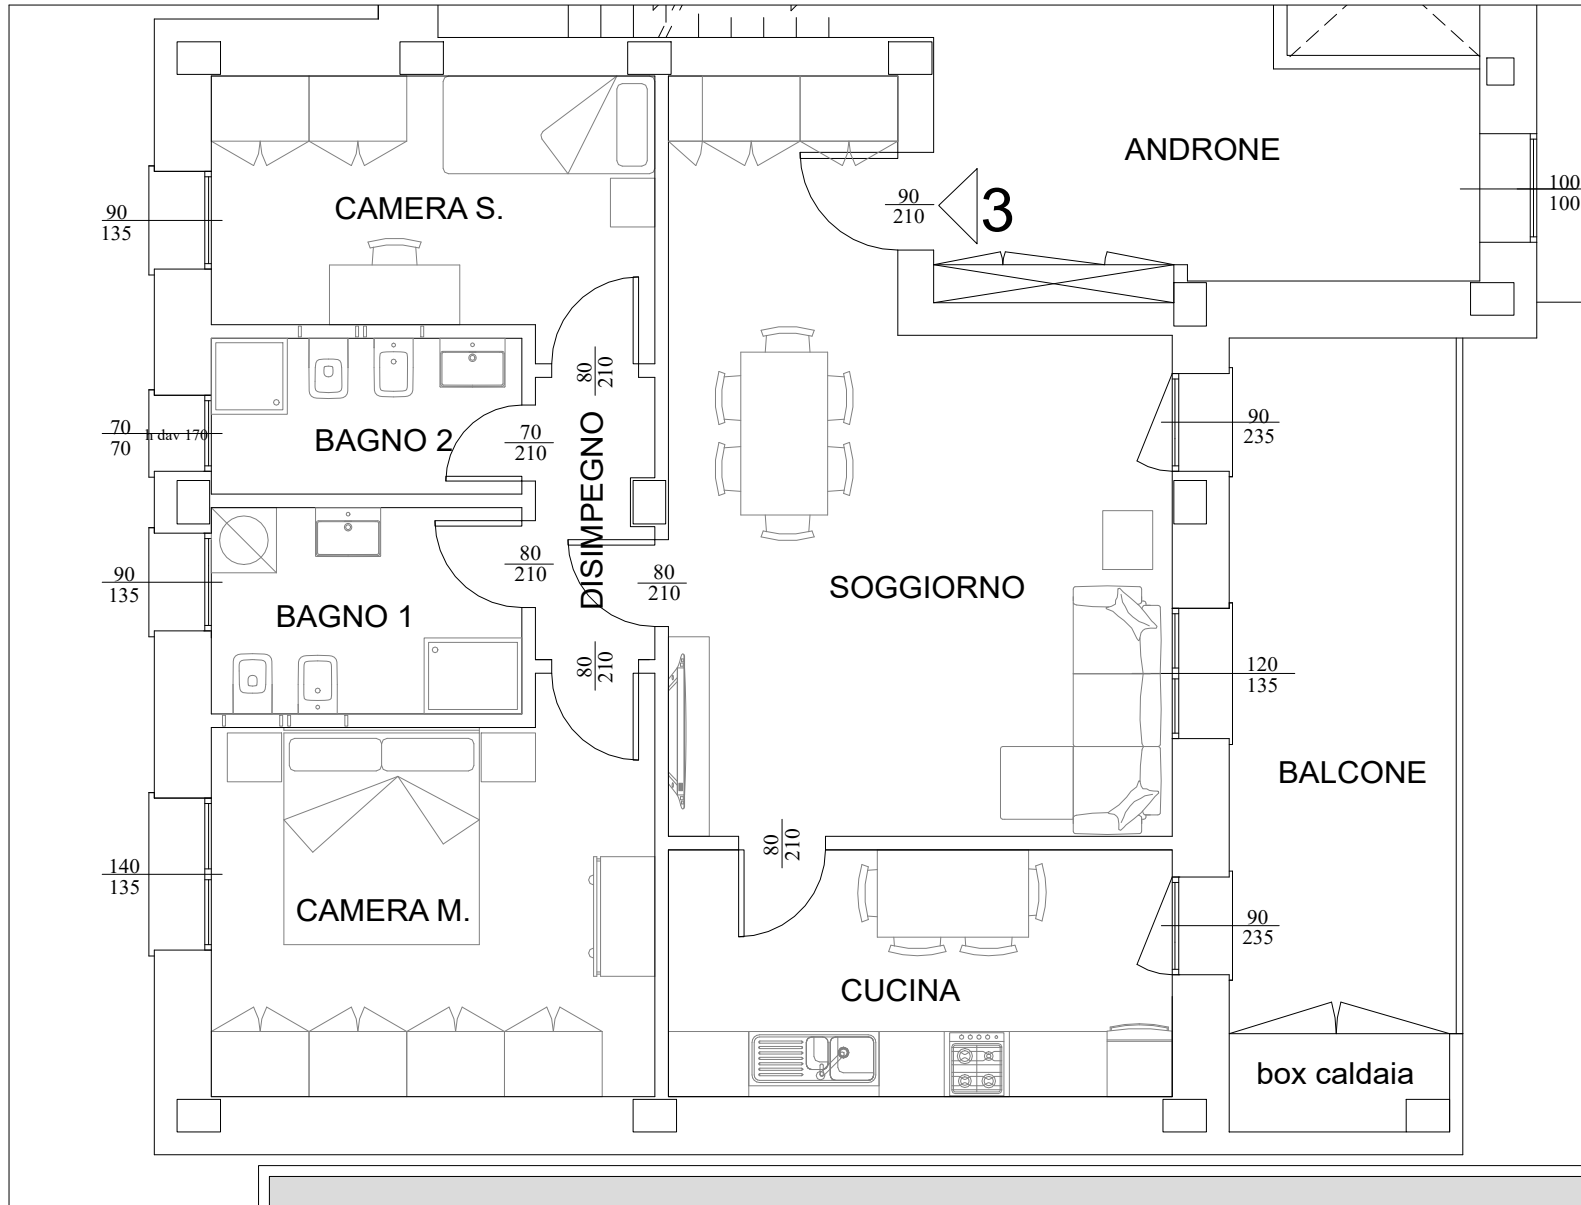 ANDRONE
100
100
90
210
3
CAMERA S.
90
135
80
210
90
235
70
70
h dav 170
BAGNO 2
70
210
DISIMPEGNO
80
210
80
210
SOGGIORNO
90
135
BAGNO 1
80
210
120
135
BALCONE
80
210
140
135
CAMERA M.
90
235
CUCINA
box caldaia